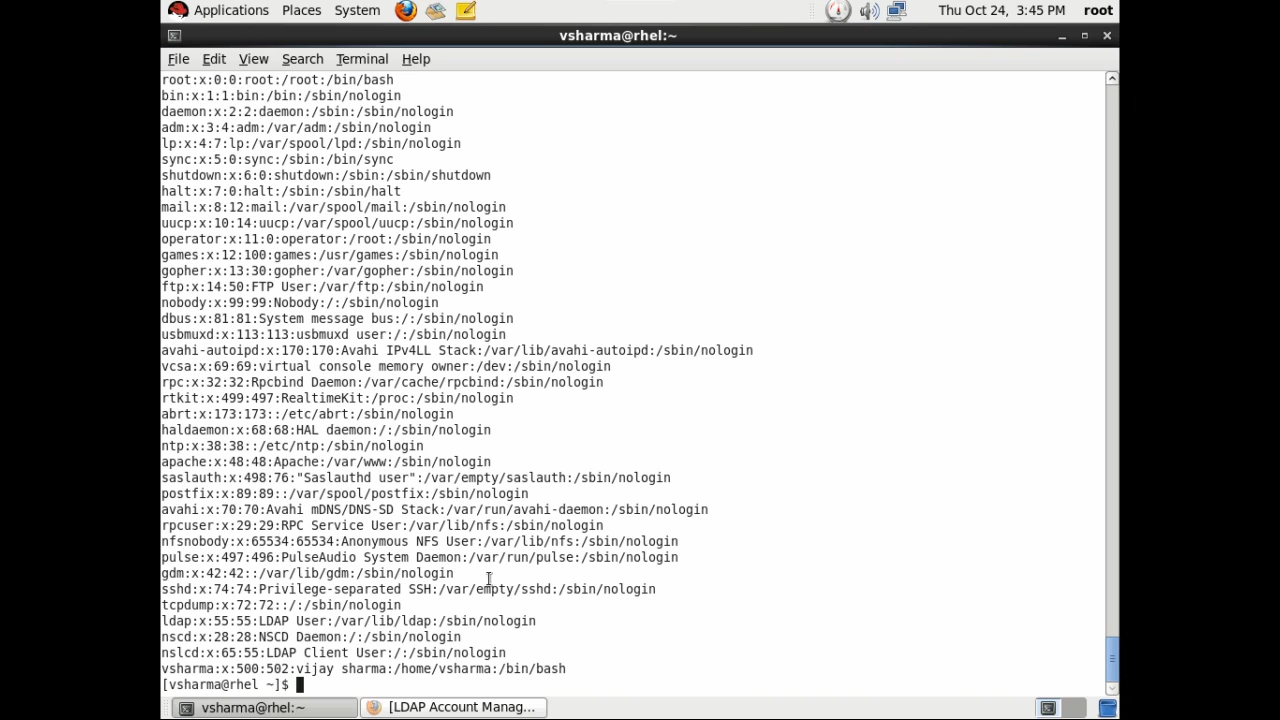 Applications Places System Thu Oct 24, 3:45 PM root
vsharma@rhel:~
File Edit View Search Terminal Help
root:x:0:0:root:/root:/bin/bash
bin:x:1:1:bin:/bin:/sbin/nologin
daemon:x:2:2:daemon:/sbin:/sbin/nologin
adm:x:3:4:adm:/var/adm:/sbin/nologin
lp:x:4:7:lp:/var/spool/lpd:/sbin/nologin
sync:x:5:0:sync:/sbin:/bin/sync
shutdown:x:6:0:shutdown:/sbin:/sbin/shutdown
halt:x:7:0:halt:/sbin:/sbin/halt
mail:x:8:12:mail:/var/spool/mail:/sbin/nologin
uucp:x:10:14:uucp:/var/spool/uucp:/sbin/nologin
operator:x:11:0:operator:/root:/sbin/nologin
games:x:12:100:games:/usr/games:/sbin/nologin
gopher:x:13:30:gopher:/var/gopher:/sbin/nologin
ftp:x:14:50:FTP User:/var/ftp:/sbin/nologin
nobody:x:99:99:Nobody:/:/sbin/nologin
dbus:x:81:81:System message bus:/:/sbin/nologin
usbmuxd:x:113:113:usbmuxd user:/:/sbin/nologin
avahi-autoipd:x:170:170:Avahi IPv4LL Stack:/var/lib/avahi-autoipd:/sbin/nologin
vcsa:x:69:69:virtual console memory owner:/dev:/sbin/nologin
rpc:x:32:32:Rpcbind Daemon:/var/cache/rpcbind:/sbin/nologin
rtkit:x:499:497:RealtimeKit:/proc:/sbin/nologin
abrt:x:173:173::/etc/abrt:/sbin/nologin
haldaemon:x:68:68:HAL daemon:/:/sbin/nologin
ntp:x:38:38::/etc/ntp:/sbin/nologin
apache:x:48:48:Apache:/var/www:/sbin/nologin
saslauth:x:498:76:"Saslauthd user":/var/empty/saslauth:/sbin/nologin
postfix:x:89:89::/var/spool/postfix:/sbin/nologin
avahi:x:70:70:Avahi mDNS/DNS-SD Stack:/var/run/avahi-daemon:/sbin/nologin
rpcuser:x:29:29:RPC Service User:/var/lib/nfs:/sbin/nologin
nfsnobody:x:65534:65534:Anonymous NFS User:/var/lib/nfs:/sbin/nologin
pulse:x:497:496:PulseAudio System Daemon:/var/run/pulse:/sbin/nologin
gdm:x:42:42::/var/lib/gdm:/sbin/nologin
sshd:x:74:74:Privilege-separated SSH:/var/empty/sshd:/sbin/nologin
tcpdump:x:72:72::/:/sbin/nologin
ldap:x:55:55:LDAP User:/var/lib/ldap:/sbin/nologin
nscd:x:28:28:NSCD Daemon:/:/sbin/nologin
nslcd:x:65:55:LDAP Client User:/:/sbin/nologin
vsharma:x:500:502:vijay sharma:/home/vsharma:/bin/bash
[vsharma@rhel ~]$
vsharma@rhel:~ [LDAP Account Manag...